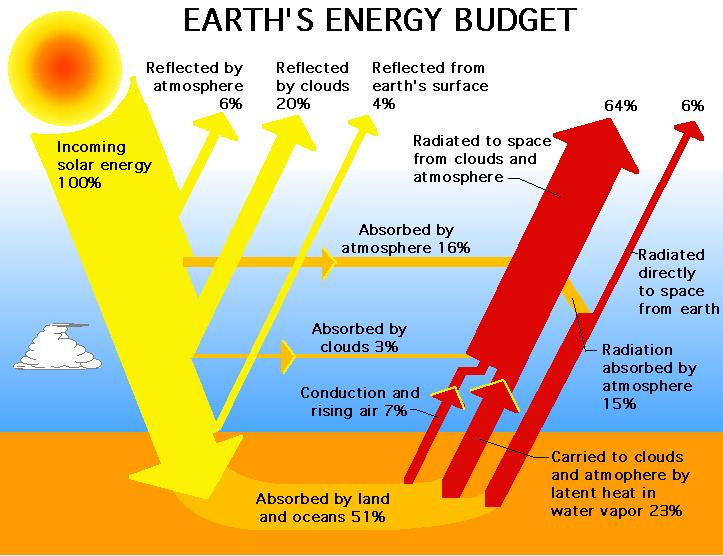 EARTH'S ENERGY BUDGET
Reflected by
atmosphere
6%
Reflected
by clouds
20%
Reflected from
earth's surface
4%
64%
6%
Incoming
solar energy
100%
Radiated to space
from clouds and
atmosphere
Absorbed by
atmosphere 16%
Radiated
directly
to space
from earth
Absorbed by
clouds 3%
Radiation
absorbed by
atmosphere
15%
Conduction and
rising air 7%
Carried to clouds
and atmophere by
latent heat in
water vapor 23%
Absorbed by land
and oceans 51%